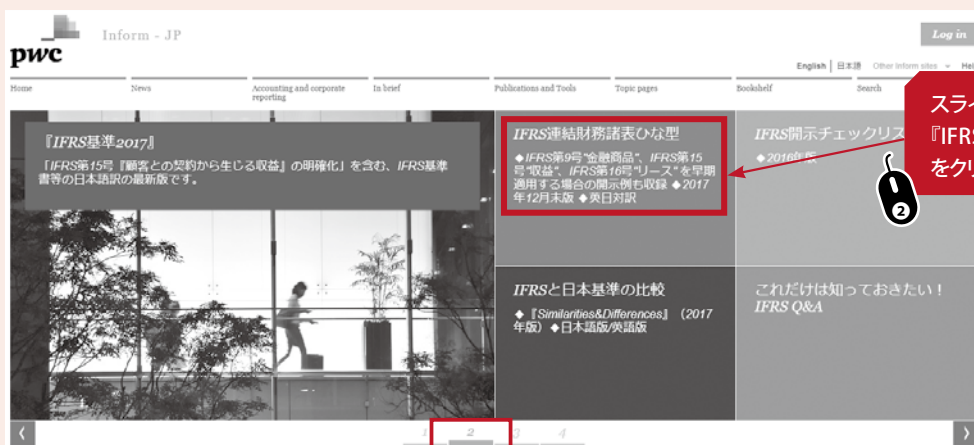 pwc
Inform - JP
Log in
English | 日本語 Other Inform sites Hel
Home
News
Accounting and corporate
reporting
In brief
Publications and Tools
Topic pages
Bookshelf
Search
『IFRS基準2017』
「IFRS第15号『顧客との契約から生じる収益』の明確化」を含む、IFRS基準
書等の日本語訳の最新版です。
IFRS連結財務諸表ひな型
◆IFRS第9号"金融商品"、IFRS第15
号"収益"、IFRS第16号"リース"を早期
適用する場合の開示例も収録 ◆2017
年12月末版 ◆英日対訳
IFRS開示チェックリス
◆2016年版
スライ
『IFR
をクリ
2
IFRSと日本基準の比較
◆『Similarities&Differences』（2017
年版）◆日本語版/英語版
これだけは知っておきたい！
IFRS Q&A
1 2 3 4